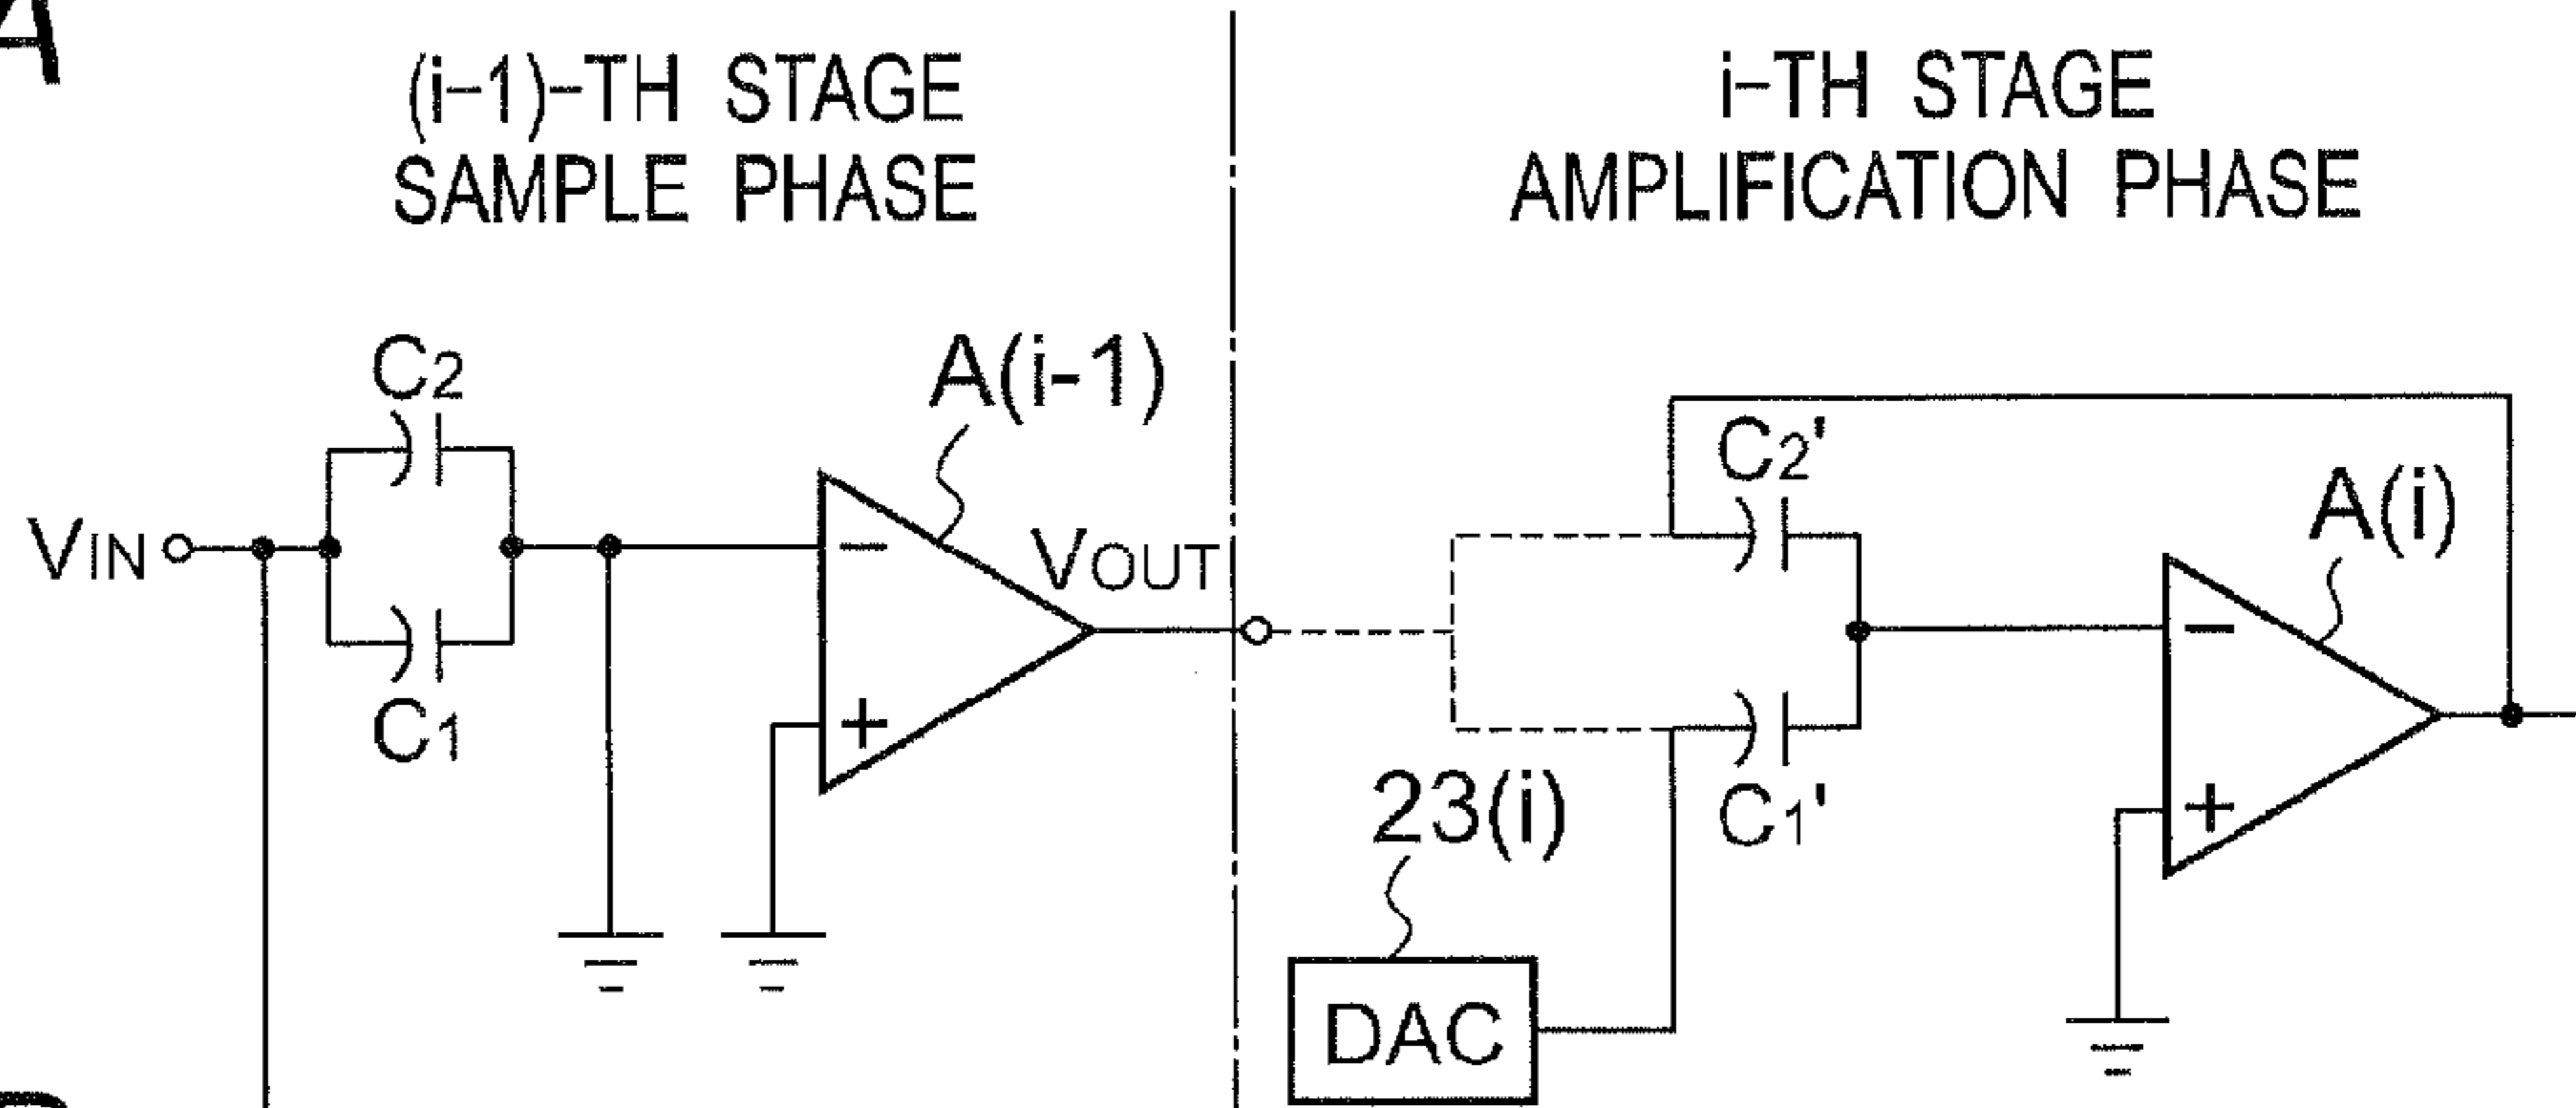 A
(i-1)-TH STAGE
SAMPLE PHASE
i-TH STAGE
AMPLIFICATION PHASE
C2
A(i-1)
C2'
A(i)
VIN
VOUT
-
-
C1
+
23(i)
C1'
+
DAC